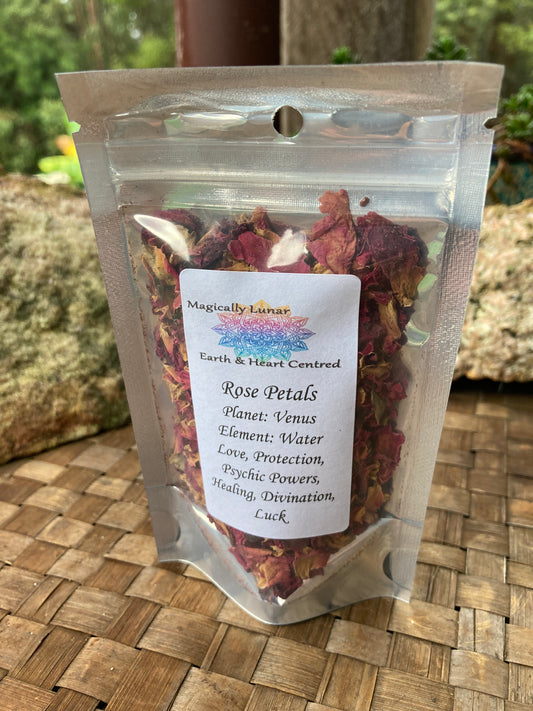 Magically Lunar
Earth & Heart Centred
Rose Petals
Planet: Venus
Element: Water
Love, Protection,
Psychic Powers,
Healing, Divination,
Luck